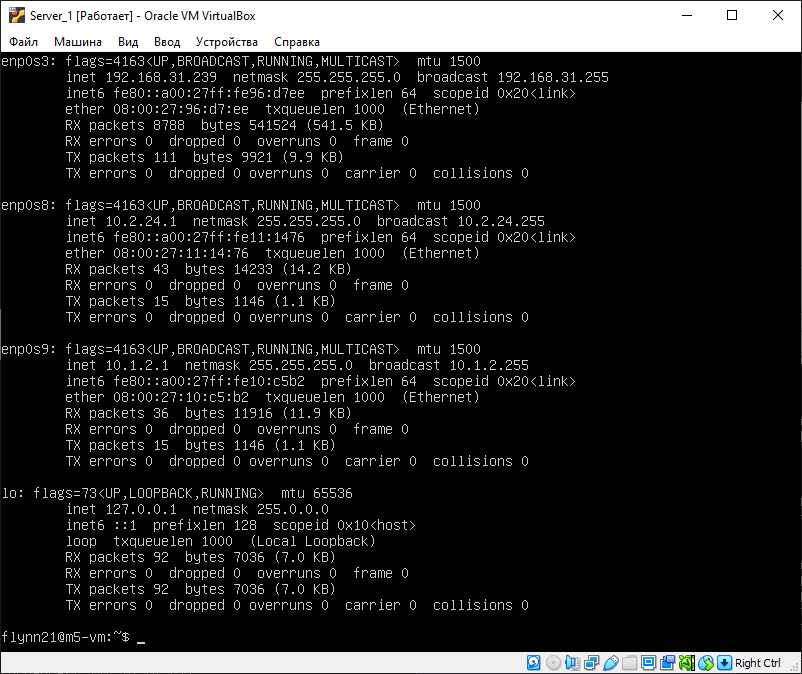 Server_1 [Работает] - Oracle VM VirtualBox
Файл Машина Вид Ввод Устройства Справка
enp0s3: flags=4163<UP,BROADCAST,RUNNING,MULTICAST>  mtu 1500
        inet 192.168.31.239  netmask 255.255.255.0  broadcast 192.168.31.255
        inet6 fe80::a00:27ff:fe96:d7ee  prefixlen 64  scopeid 0x20<link>
        ether 08:00:27:96:d7:ee  txqueuelen 1000  (Ethernet)
        RX packets 8788  bytes 541524 (541.5 KB)
        RX errors 0  dropped 0  overruns 0  frame 0
        TX packets 111  bytes 9921 (9.9 KB)
        TX errors 0  dropped 0 overruns 0  carrier 0  collisions 0

enp0s8: flags=4163<UP,BROADCAST,RUNNING,MULTICAST>  mtu 1500
        inet 10.2.24.1  netmask 255.255.255.0  broadcast 10.2.24.255
        inet6 fe80::a00:27ff:fe11:1476  prefixlen 64  scopeid 0x20<link>
        ether 08:00:27:11:14:76  txqueuelen 1000  (Ethernet)
        RX packets 43  bytes 14233 (14.2 KB)
        RX errors 0  dropped 0  overruns 0  frame 0
        TX packets 15  bytes 1146 (1.1 KB)
        TX errors 0  dropped 0 overruns 0  carrier 0  collisions 0

enp0s9: flags=4163<UP,BROADCAST,RUNNING,MULTICAST>  mtu 1500
        inet 10.1.2.1  netmask 255.255.255.0  broadcast 10.1.2.255
        inet6 fe80::a00:27ff:fe10:c5b2  prefixlen 64  scopeid 0x20<link>
        ether 08:00:27:10:c5:b2  txqueuelen 1000  (Ethernet)
        RX packets 36  bytes 11916 (11.9 KB)
        RX errors 0  dropped 0  overruns 0  frame 0
        TX packets 15  bytes 1146 (1.1 KB)
        TX errors 0  dropped 0 overruns 0  carrier 0  collisions 0

lo: flags=73<UP,LOOPBACK,RUNNING>  mtu 65536
        inet 127.0.0.1  netmask 255.0.0.0
        inet6 ::1  prefixlen 128  scopeid 0x10<host>
        loop  txqueuelen 1000  (Local Loopback)
        RX packets 92  bytes 7036 (7.0 KB)
        RX errors 0  dropped 0  overruns 0  frame 0
        TX packets 92  bytes 7036 (7.0 KB)
        TX errors 0  dropped 0 overruns 0  carrier 0  collisions 0

flynn21@m5-vm:~$ _
Right Ctrl